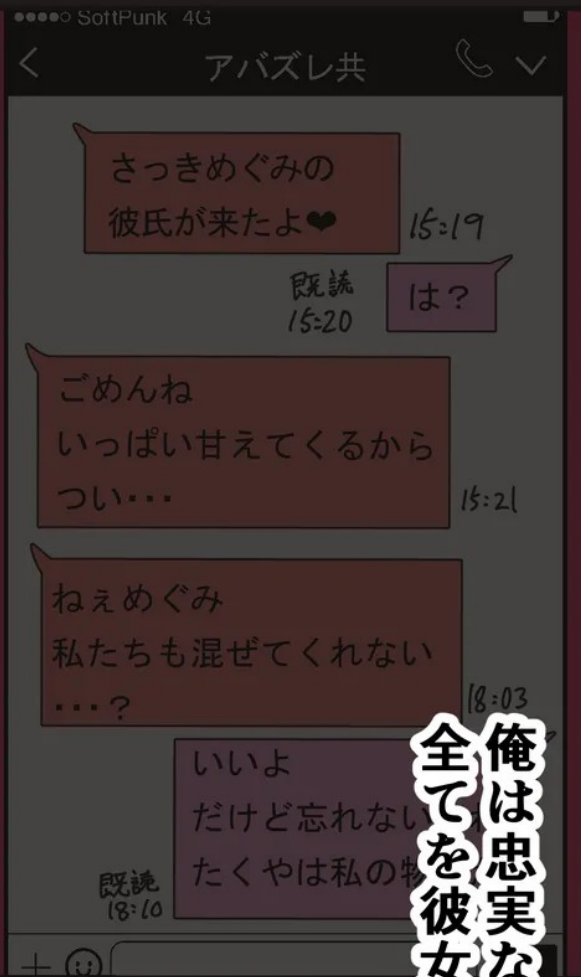 SoftPunk 4G
アバズレ共
さっきめぐみの
彼氏が来たよ❤
15:19
は?
既読
15:20
ごめんね
いっぱい甘えてくるから
つい・・・
15:21
ねぇめぐみ
私たちも混ぜてくれない
・・・?
18:03
いいよ
だけど忘れない
たくやは私の物
既読
18:10
俺は忠実な
全てを彼女